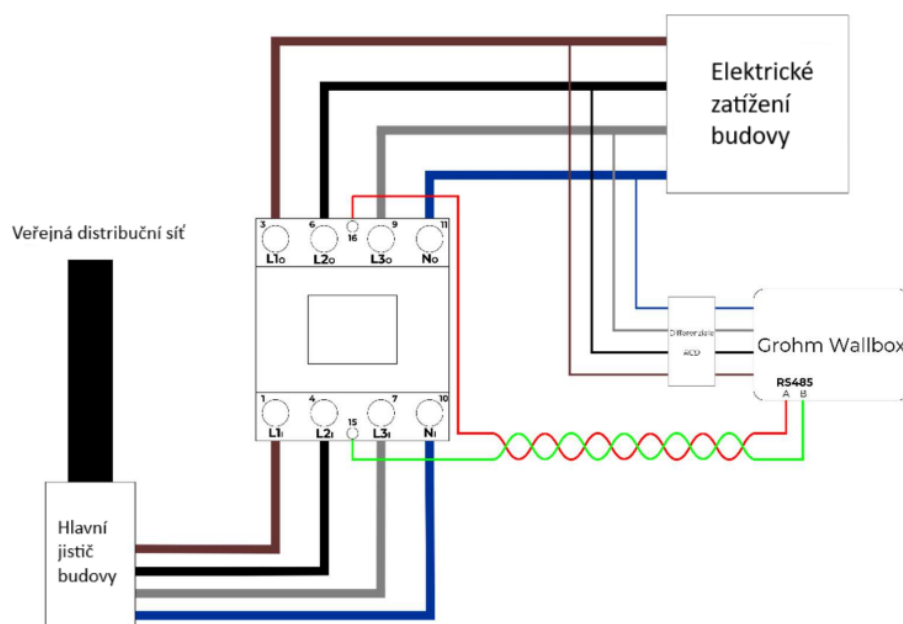 Elektrické
zatížení
budovy
Veřejná distribuční síť
3
6
16
9
11
L1o
L2o
L3o
No
Differenziale
RCD
Grohm Wallbox
RS485
A
B
1
4
15
7
10
L1I
L2I
L3I
NI
Hlavní
jistič
budovy